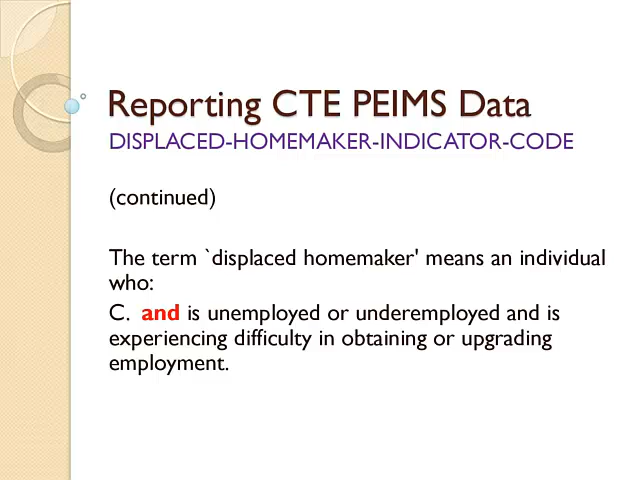 Reporting CTE PEIMS Data
DISPLACED-HOMEMAKER-INDICATOR-CODE
(continued)
The term `displaced homemaker' means an individual
who:
C.  and is unemployed or underemployed and is
experiencing difficulty in obtaining or upgrading
employment.